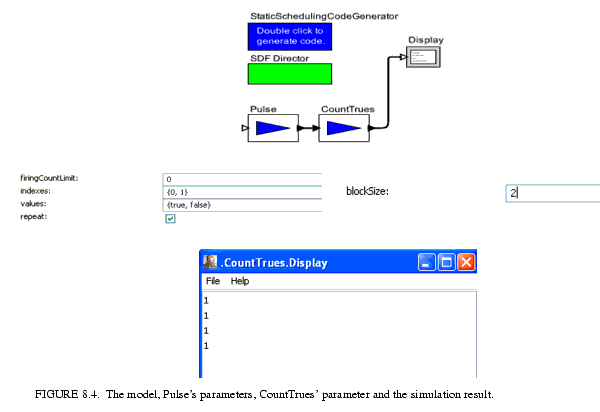 StaticSchedulingCodeGenerator
Double click to
generate code.
Display
SDF Director
Pulse
CountTrues
firingCountLimit: 0
indexes: {0, 1}
values: {true, false}
repeat:
blockSize: 2
.CountTrues.Display
File Help
1
1
1
1
FIGURE 8.4. The model, Pulse's parameters, CountTrues' parameter and the simulation result.